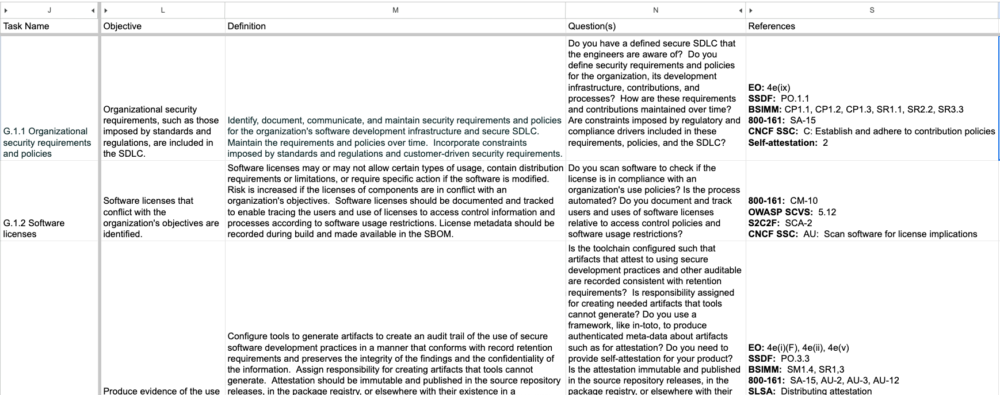 J L M N S
Task Name Objective Definition Question(s) References
G.1.1 Organizational
security requirements
and policies
Organizational security
requirements, such as those
imposed by standards and
regulations, are included in
the SDLC.
Identify, document, communicate, and maintain security requirements and policies
for the organization's software development infrastructure and secure SDLC.
Maintain the requirements and policies over time.  Incorporate constraints
imposed by standards and regulations and customer-driven security requirements.
Do you have a defined secure SDLC that
the engineers are aware of?  Do you
define security requirements and policies
for the organization, its development
infrastructure, contributions, and
processes?  How are these requirements
and contributions maintained over time?
Are constraints imposed by regulatory and
compliance drivers included in these
requirements, policies, and the SDLC?
EO: 4e(ix)
SSDF:  PO.1.1
BSIMM: CP1.1, CP1.2, CP1.3, SR1.1, SR2.2, SR3.3
800-161:  SA-15
CNCF SSC:  C: Establish and adhere to contribution policies
Self-attestation:  2
G.1.2 Software
licenses
Software licenses that
conflict with the
organization's objectives are
identified.
Software licenses may or may not allow certain types of usage, contain distribution
requirements or limitations, or require specific action if the software is modified.
Risk is increased if the licenses of components are in conflict with an
organization's objectives.  Software licenses should be documented and tracked
to enable tracing the users and use of licenses to access control information and
processes according to software usage restrictions. License metadata should be
recorded during build and made available in the SBOM.
Do you scan software to check if the
license is in compliance with an
organization's use policies? Is the process
automated? Do you document and track
users and uses of software licenses
relative to access control policies and
software usage restrictions?
800-161:  CM-10
OWASP SCVS:  5.12
S2C2F:  SCA-2
CNCF SSC:  AU:  Scan software for license implications
Produce evidence of the use
Configure tools to generate artifacts to create an audit trail of the use of secure
software development practices in a manner that conforms with record retention
requirements and preserves the integrity of the findings and the confidentiality of
the information.  Assign responsibility for creating artifacts that tools cannot
generate.  Attestation should be immutable and published in the source repository
releases, in the package registry, or elsewhere with their existence in a
Is the toolchain configured such that
artifacts that attest to using secure
development practices and other auditable
are recorded consistent with retention
requirements?  Is responsibility assigned
for creating needed artifacts that tools
cannot generate? Do you use a
framework, like in-toto, to produce
authenticated meta-data about artifacts
such as for attestation? Do you need to
provide self-attestation for your product?
Is the attestation immutable and published
in the source repository releases, in the
package registry, or elsewhere with their
EO: 4e(i)(F), 4e(ii), 4e(v)
SSDF:  PO.3.3
BSIMM:  SM1.4, SR1,3
800-161:  SA-15, AU-2, AU-3, AU-12
SLSA:  Distributing attestation